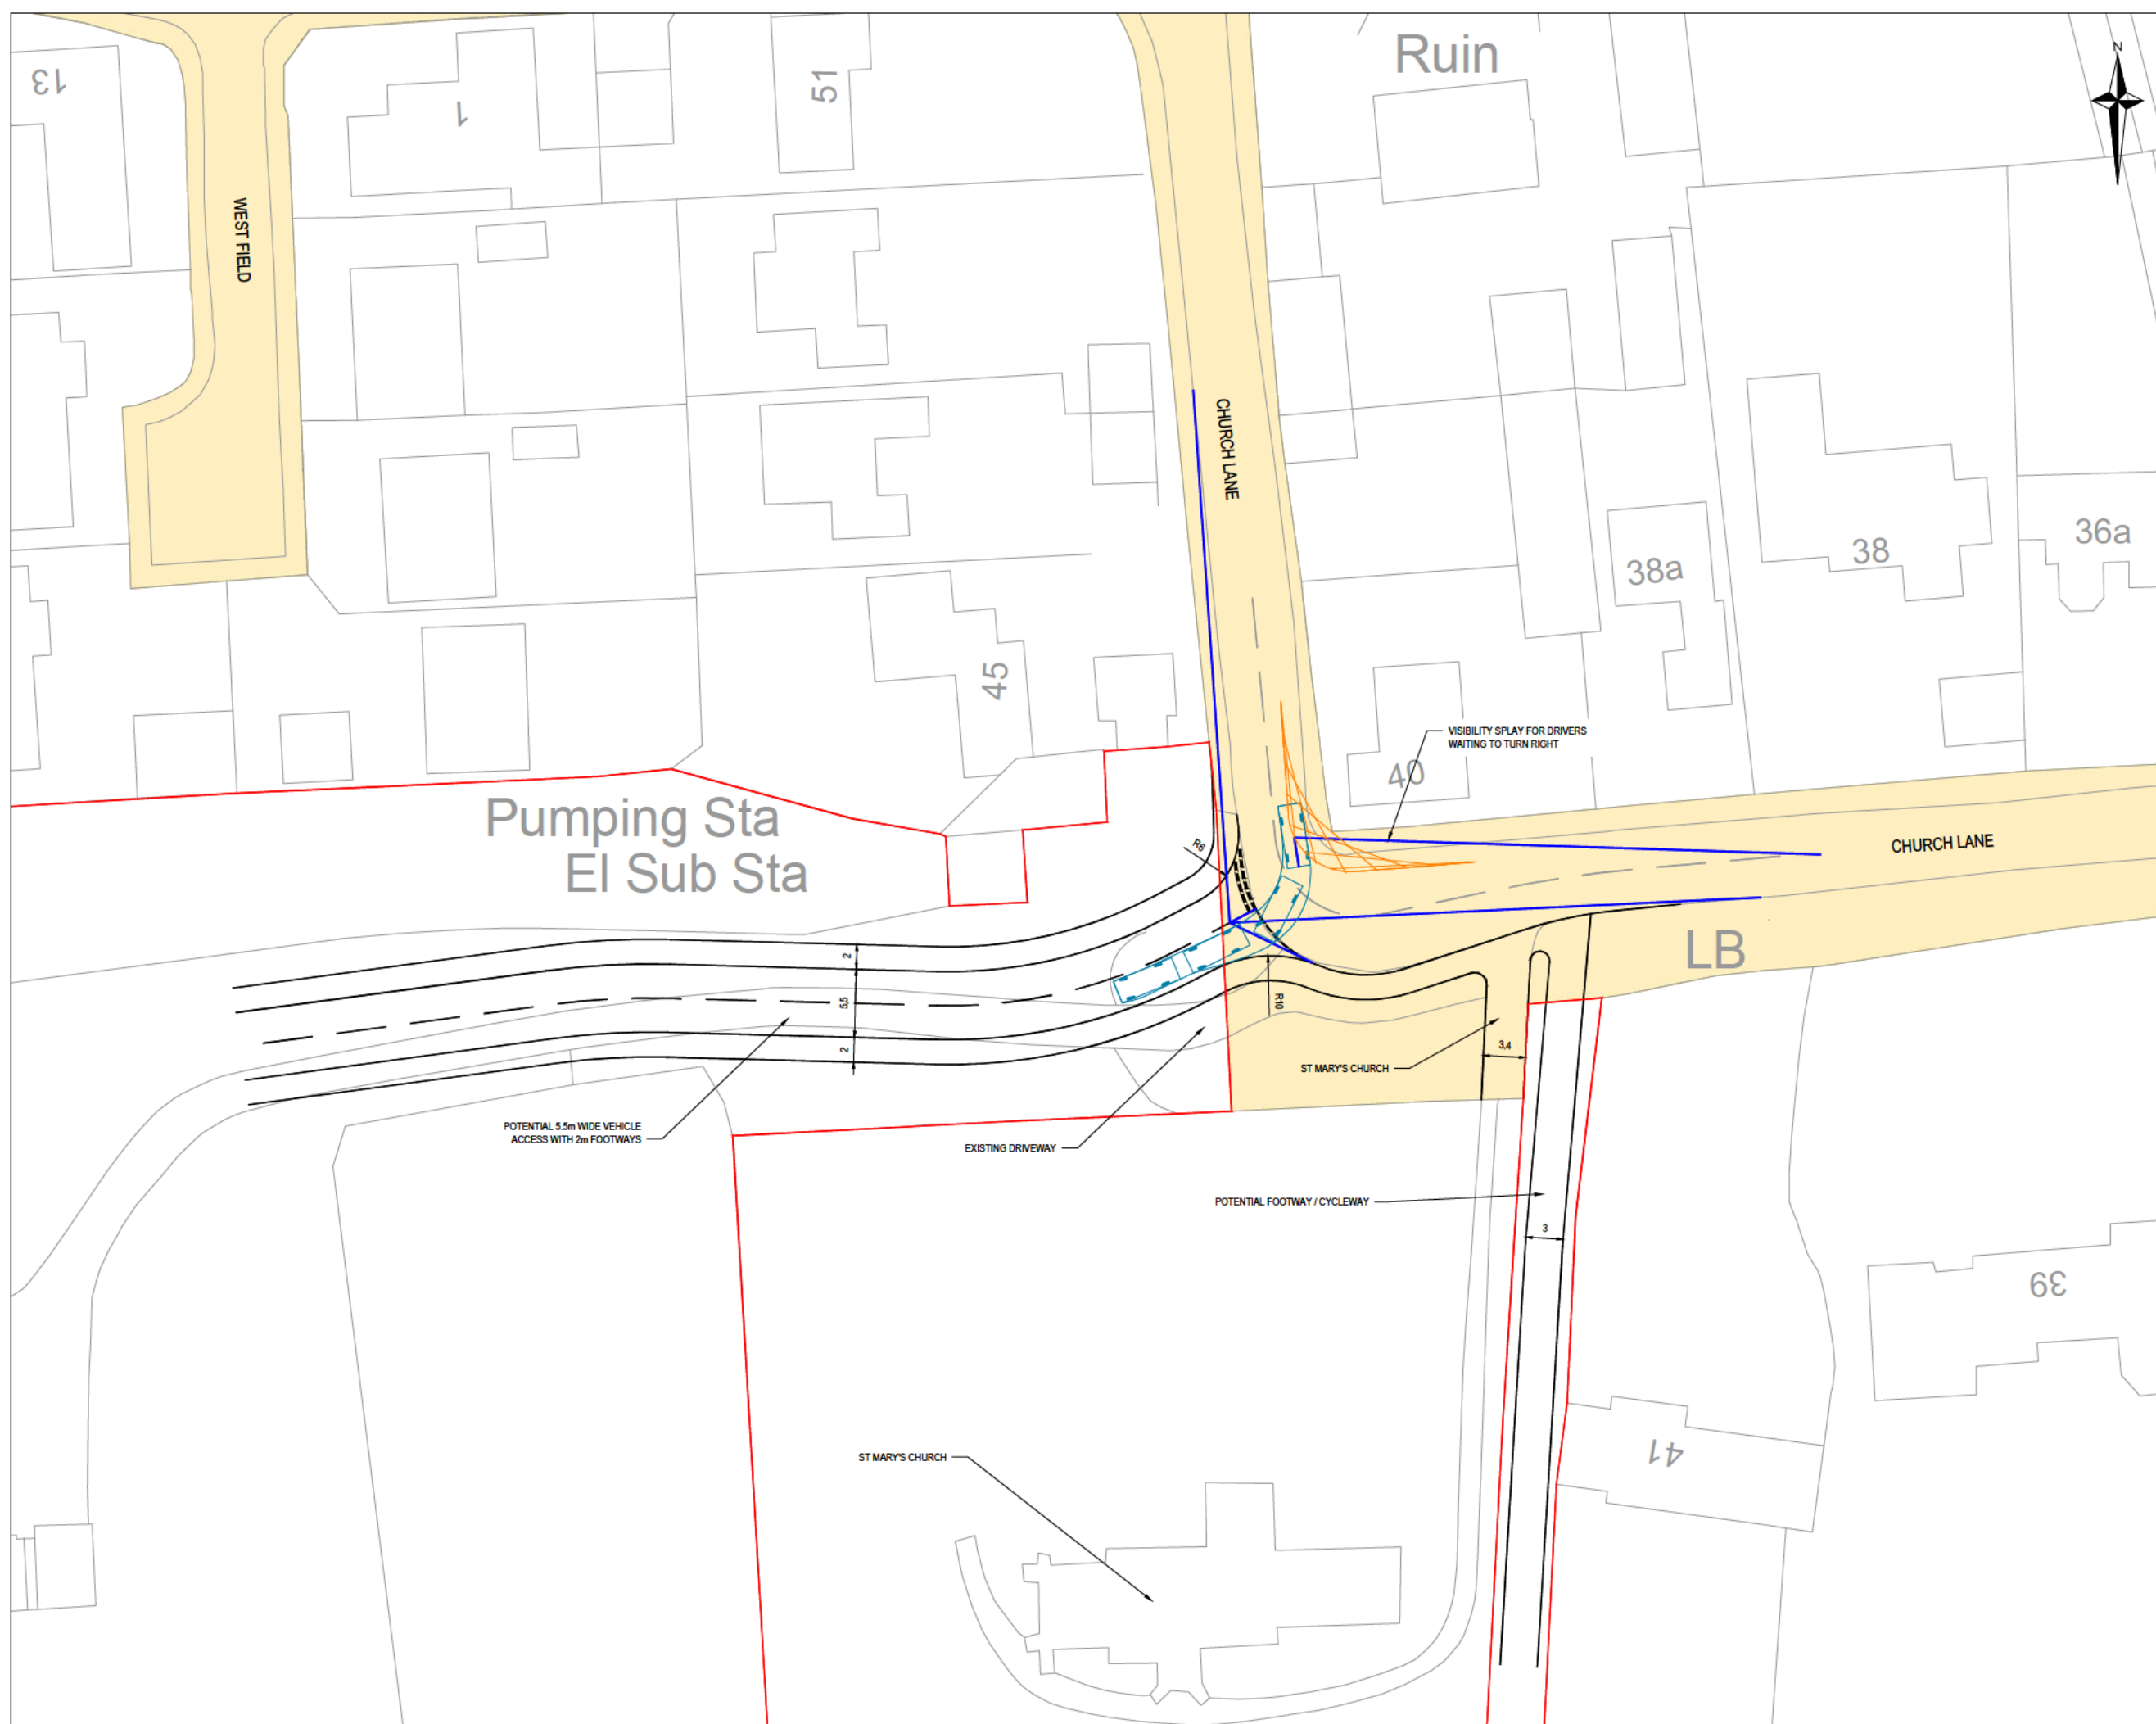 Ruin
N
13
1
51
WEST FIELD
CHURCH LANE
36a
38
38a
45
VISIBILITY SPLAY FOR DRIVERS
WAITING TO TURN RIGHT
40
Pumping Sta
El Sub Sta
CHURCH LANE
R6
LB
2
5.5
2
R10
3.4
ST MARY'S CHURCH
POTENTIAL 5.5m WIDE VEHICLE
ACCESS WITH 2m FOOTWAYS
EXISTING DRIVEWAY
POTENTIAL FOOTWAY / CYCLEWAY
3
39
41
ST MARY'S CHURCH